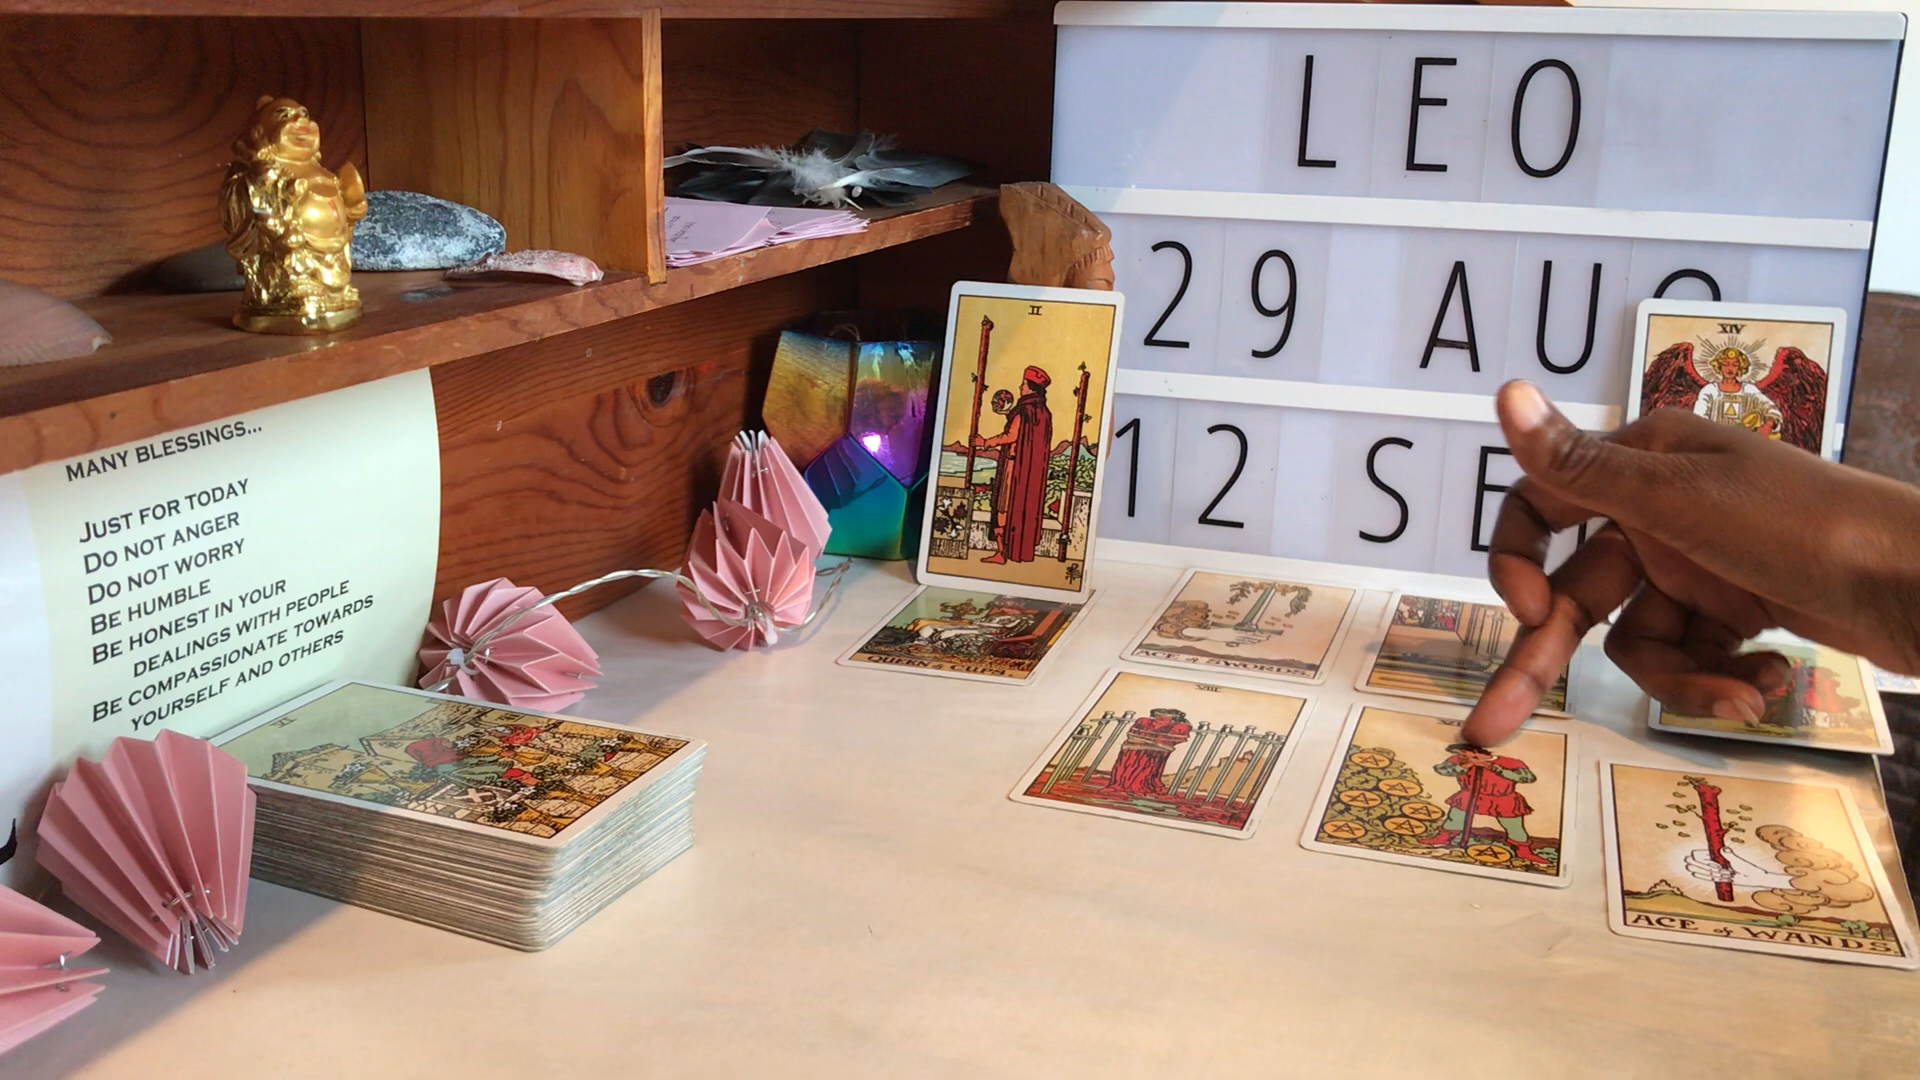 LEO
29 AUG
12 SE
MANY BLESSINGS...
JUST FOR TODAY
DO NOT ANGER
DO NOT WORRY
BE HUMBLE
BE HONEST IN YOUR
DEALINGS WITH PEOPLE
BE COMPASSIONATE TOWARDS
YOURSELF AND OTHERS
II
XIV
QUEEN of CUPS.
ACE of SWORDS.
VIII
ACE of WANDS.